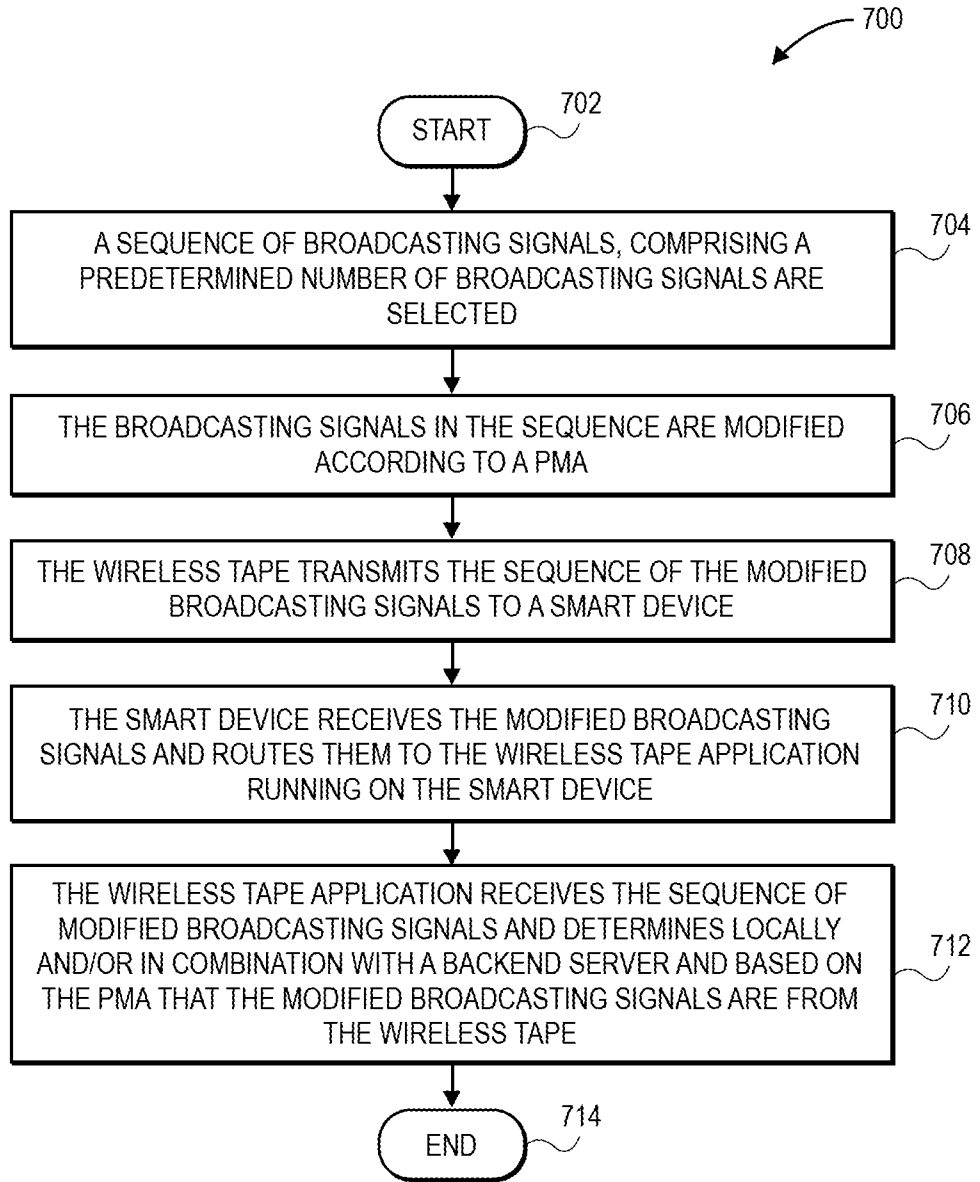 700
START
702
A SEQUENCE OF BROADCASTING SIGNALS, COMPRISING A
PREDETERMINED NUMBER OF BROADCASTING SIGNALS ARE
SELECTED
704
THE BROADCASTING SIGNALS IN THE SEQUENCE ARE MODIFIED
ACCORDING TO A PMA
706
THE WIRELESS TAPE TRANSMITS THE SEQUENCE OF THE MODIFIED
BROADCASTING SIGNALS TO A SMART DEVICE
708
THE SMART DEVICE RECEIVES THE MODIFIED BROADCASTING
SIGNALS AND ROUTES THEM TO THE WIRELESS TAPE APPLICATION
RUNNING ON THE SMART DEVICE
710
THE WIRELESS TAPE APPLICATION RECEIVES THE SEQUENCE OF
MODIFIED BROADCASTING SIGNALS AND DETERMINES LOCALLY
AND/OR IN COMBINATION WITH A BACKEND SERVER AND BASED ON
THE PMA THAT THE MODIFIED BROADCASTING SIGNALS ARE FROM
THE WIRELESS TAPE
712
END
714